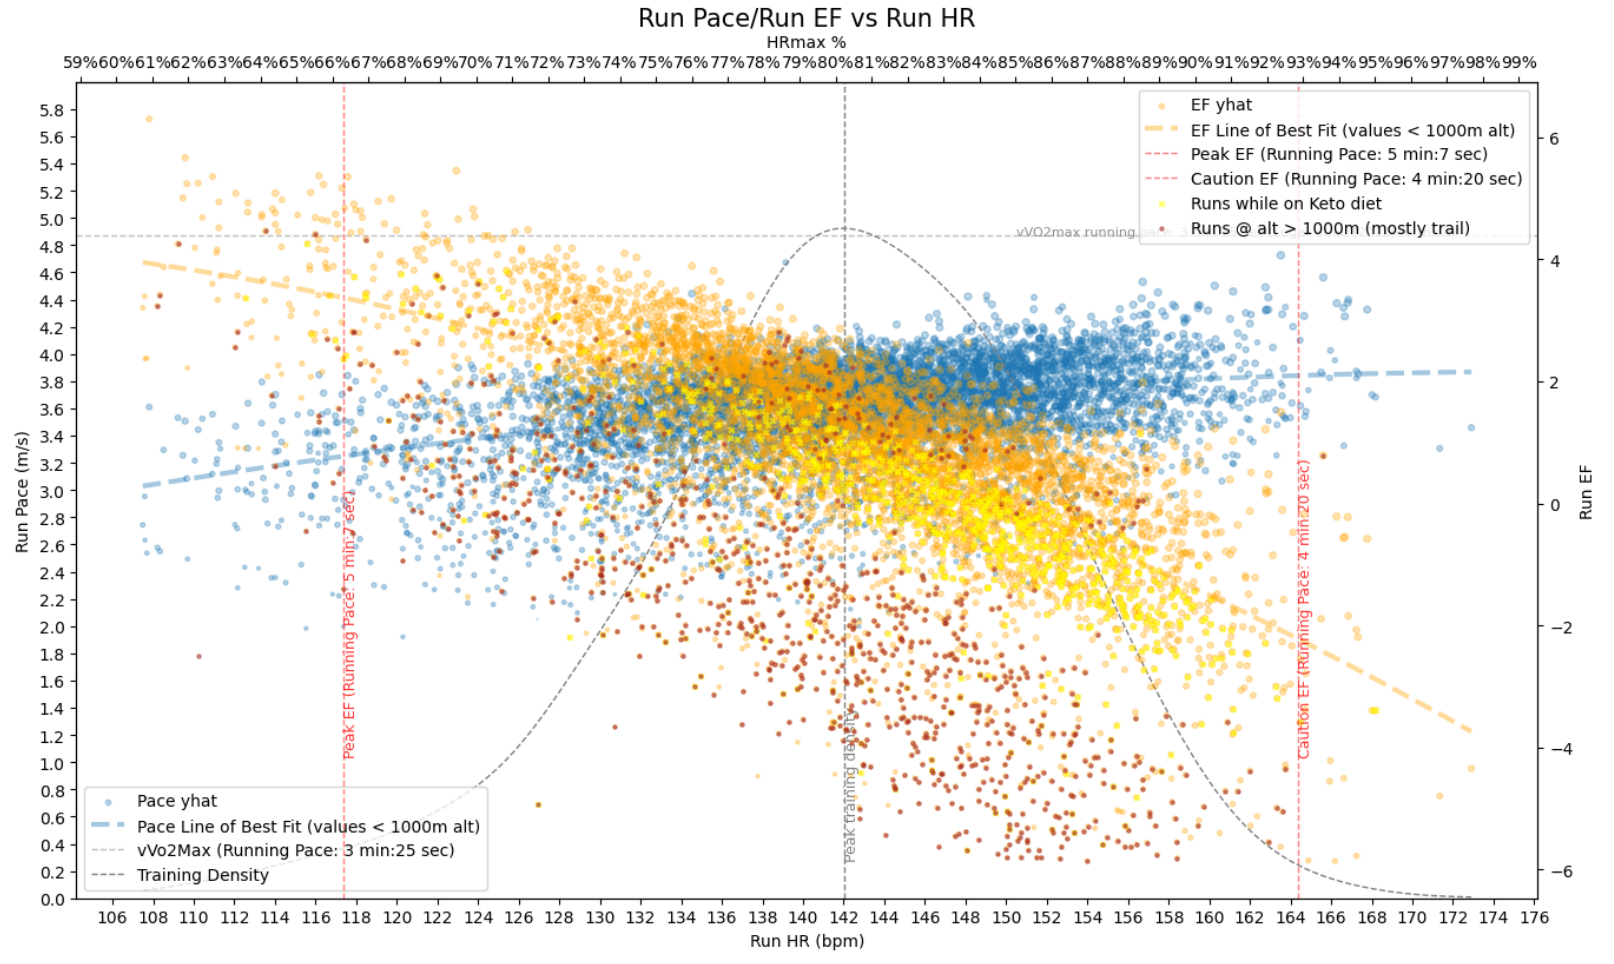 Run Pace/Run EF vs Run HR
HRmax %
59% 60% 61% 62% 63% 64% 65% 66% 67% 68% 69% 70% 71% 72% 73% 74% 75% 76% 77% 78% 79% 80% 81% 82% 83% 84% 85% 86% 87% 88% 89% 90% 91% 92% 93% 94% 95% 96% 97% 98% 99%
EF yhat
EF Line of Best Fit (values < 1000m alt)
Peak EF (Running Pace: 5 min:7 sec)
Caution EF (Running Pace: 4 min:20 sec)
Runs while on Keto diet
Runs @ alt > 1000m (mostly trail)
vVO2max running pace: 3
5.8
5.6
5.4
5.2
5.0
4.8
4.6
4.4
4.2
4.0
3.8
3.6
3.4
3.2
3.0
2.8
2.6
2.4
2.2
2.0
1.8
1.6
1.4
1.2
1.0
0.8
0.6
0.4
0.2
0.0
Run Pace (m/s)
Peak EF (Running Pace: 5 min:7 sec)
Peak training density
Caution EF (Running Pace: 4 min:20 sec)
6
4
2
0
−2
−4
−6
Run EF
Pace yhat
Pace Line of Best Fit (values < 1000m alt)
vVo2Max (Running Pace: 3 min:25 sec)
Training Density
106 108 110 112 114 116 118 120 122 124 126 128 130 132 134 136 138 140 142 144 146 148 150 152 154 156 158 160 162 164 166 168 170 172 174 176
Run HR (bpm)